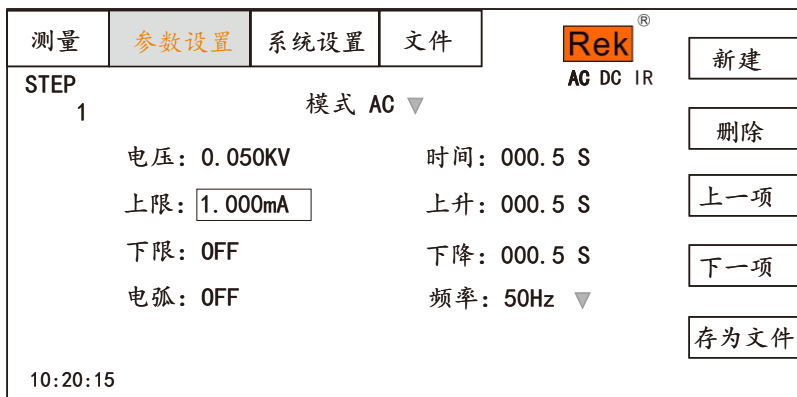 测量 参数设置 系统设置 文件
Rek®
AC DC IR
STEP
1
模式 AC
电压: 0.050KV 时间: 000.5 S
上限: 1.000mA 上升: 000.5 S
下限: OFF 下降: 000.5 S
电弧: OFF 频率: 50Hz
新建
删除
上一项
下一项
存为文件
10:20:15